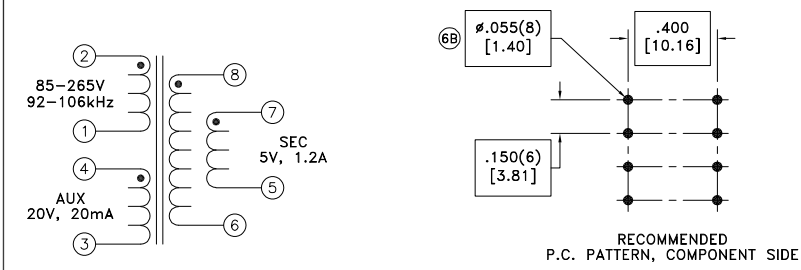 2
85-265V
92-106kHz
1
4
AUX
20V, 20mA
3
8
7
SEC
5V, 1.2A
5
6
6B
ø.055(8)
[1.40]
.400
[10.16]
.150(6)
[3.81]
RECOMMENDED
P.C. PATTERN, COMPONENT SIDE